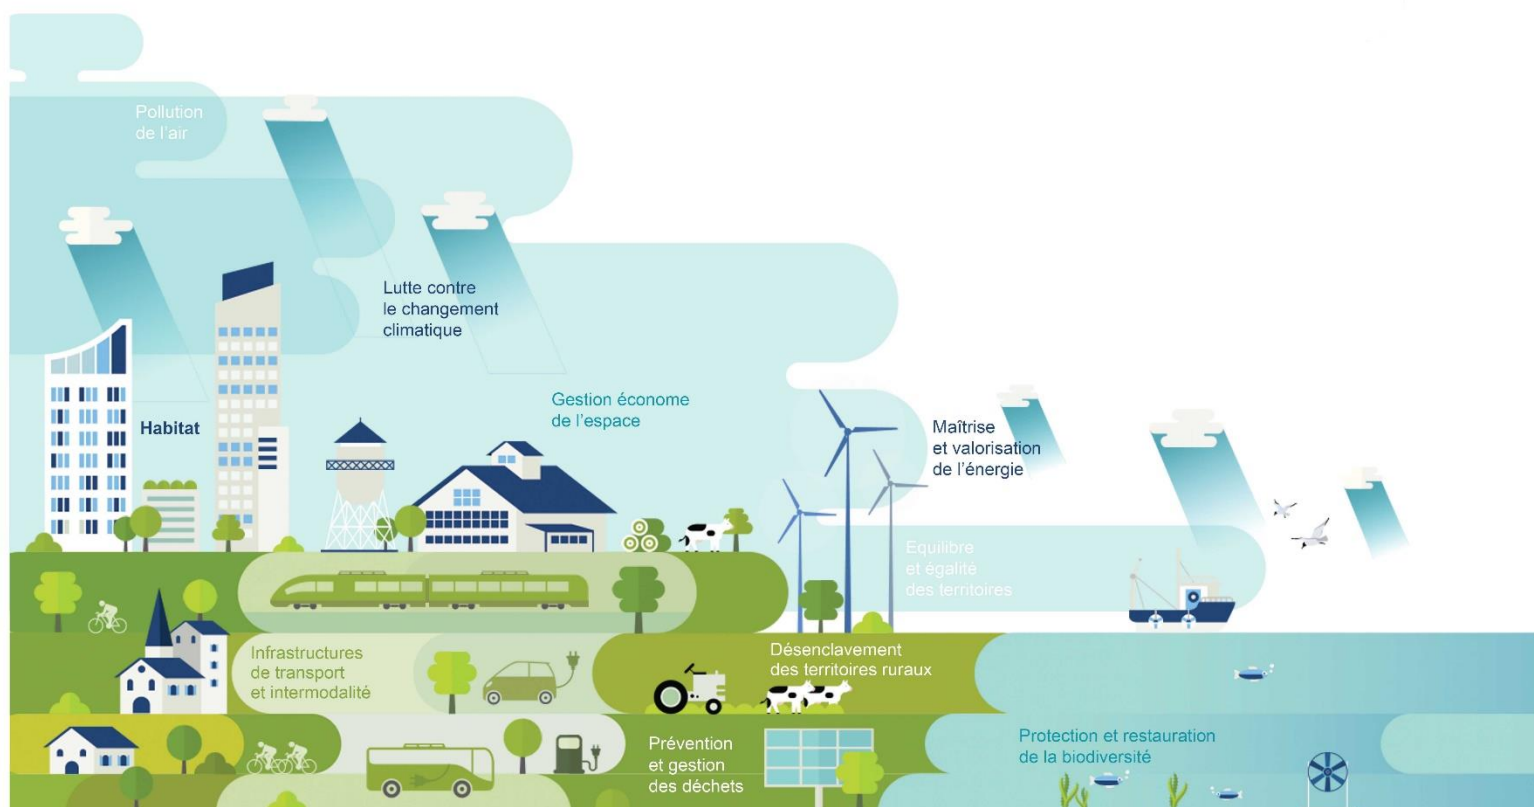 Pollution
de l'air
Lutte contre
le changement
climatique
Habitat
Gestion économe
de l'espace
Maîtrise
et valorisation
de l'énergie
Equilibre
et égalité
des territoires
Infrastructures
de transport
et intermodalité
Désenclavement
des territoires ruraux
Prévention
et gestion
des déchets
Protection et restauration
de la biodiversité